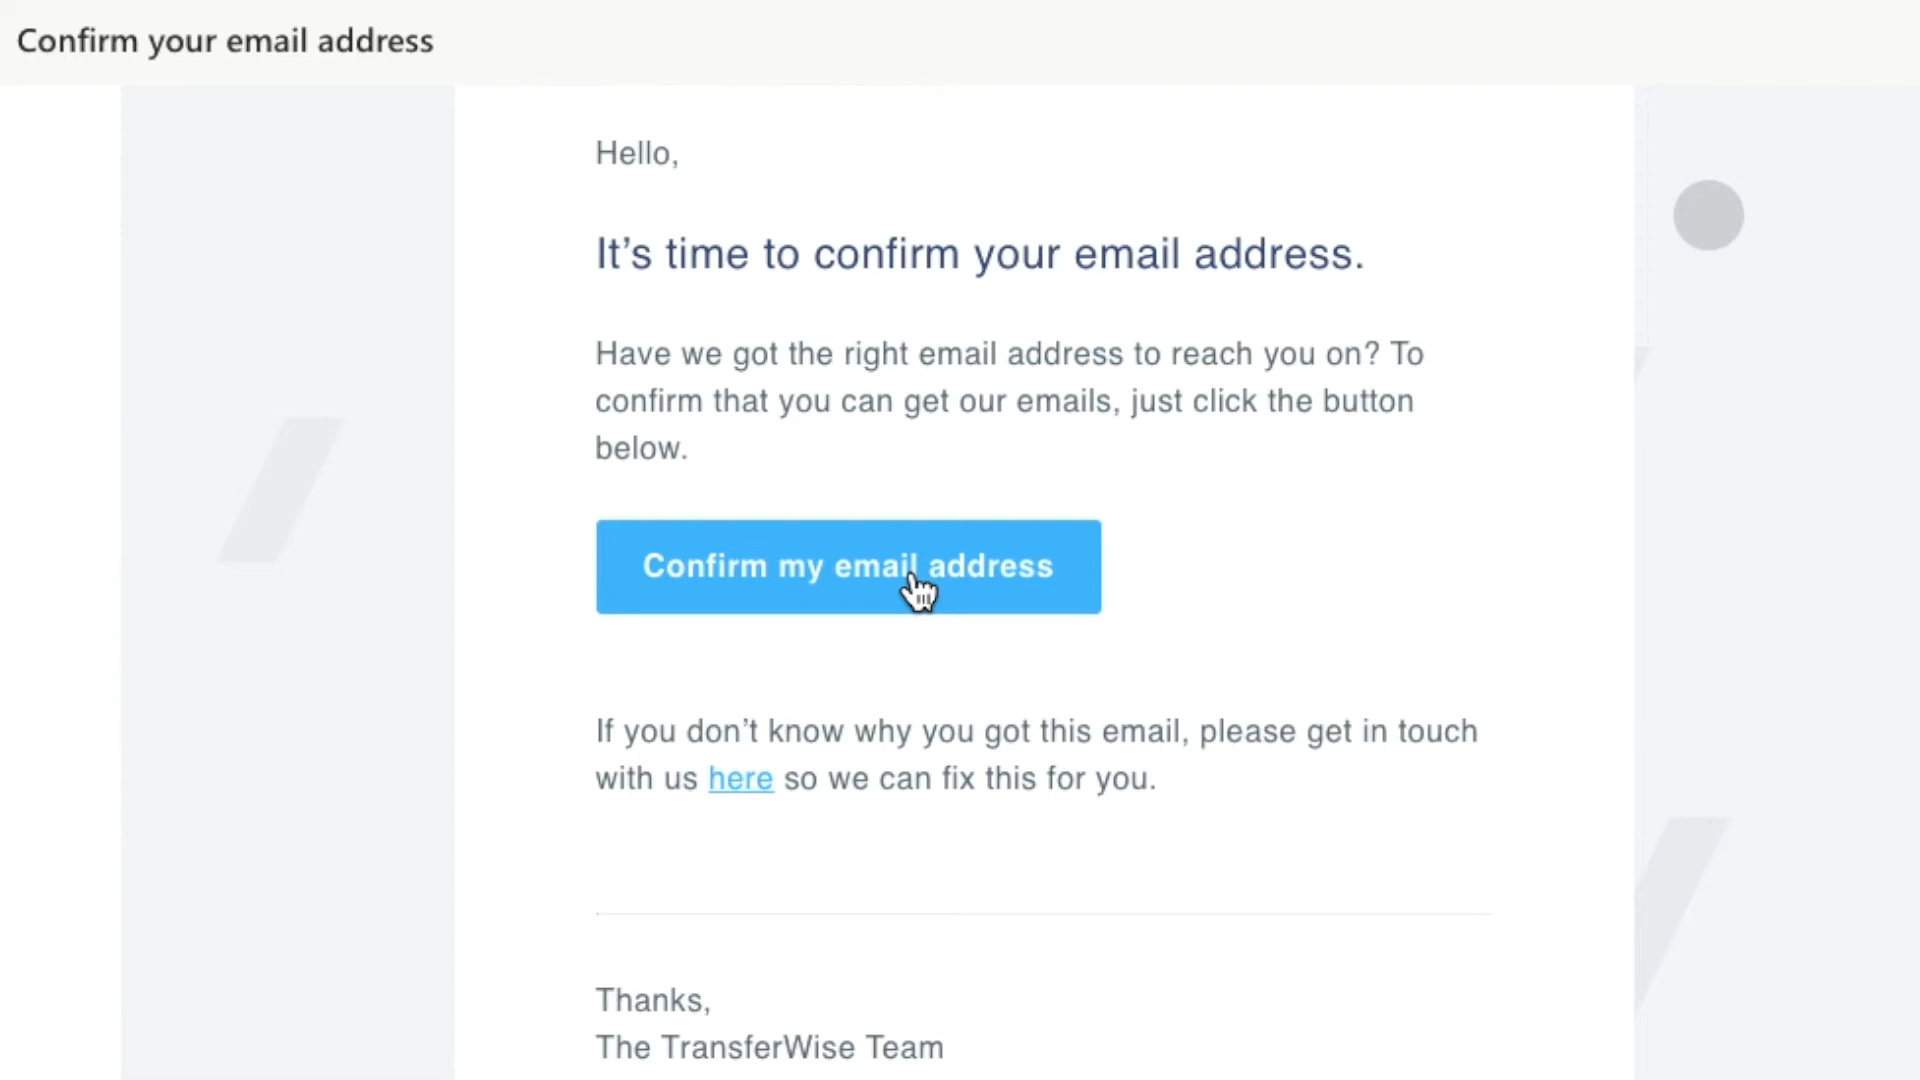 Confirm your email address
Hello,
It’s time to confirm your email address.
Have we got the right email address to reach you on? To
confirm that you can get our emails, just click the button
below.
Confirm my email address
If you don’t know why you got this email, please get in touch
with us here so we can fix this for you.
Thanks,
The TransferWise Team